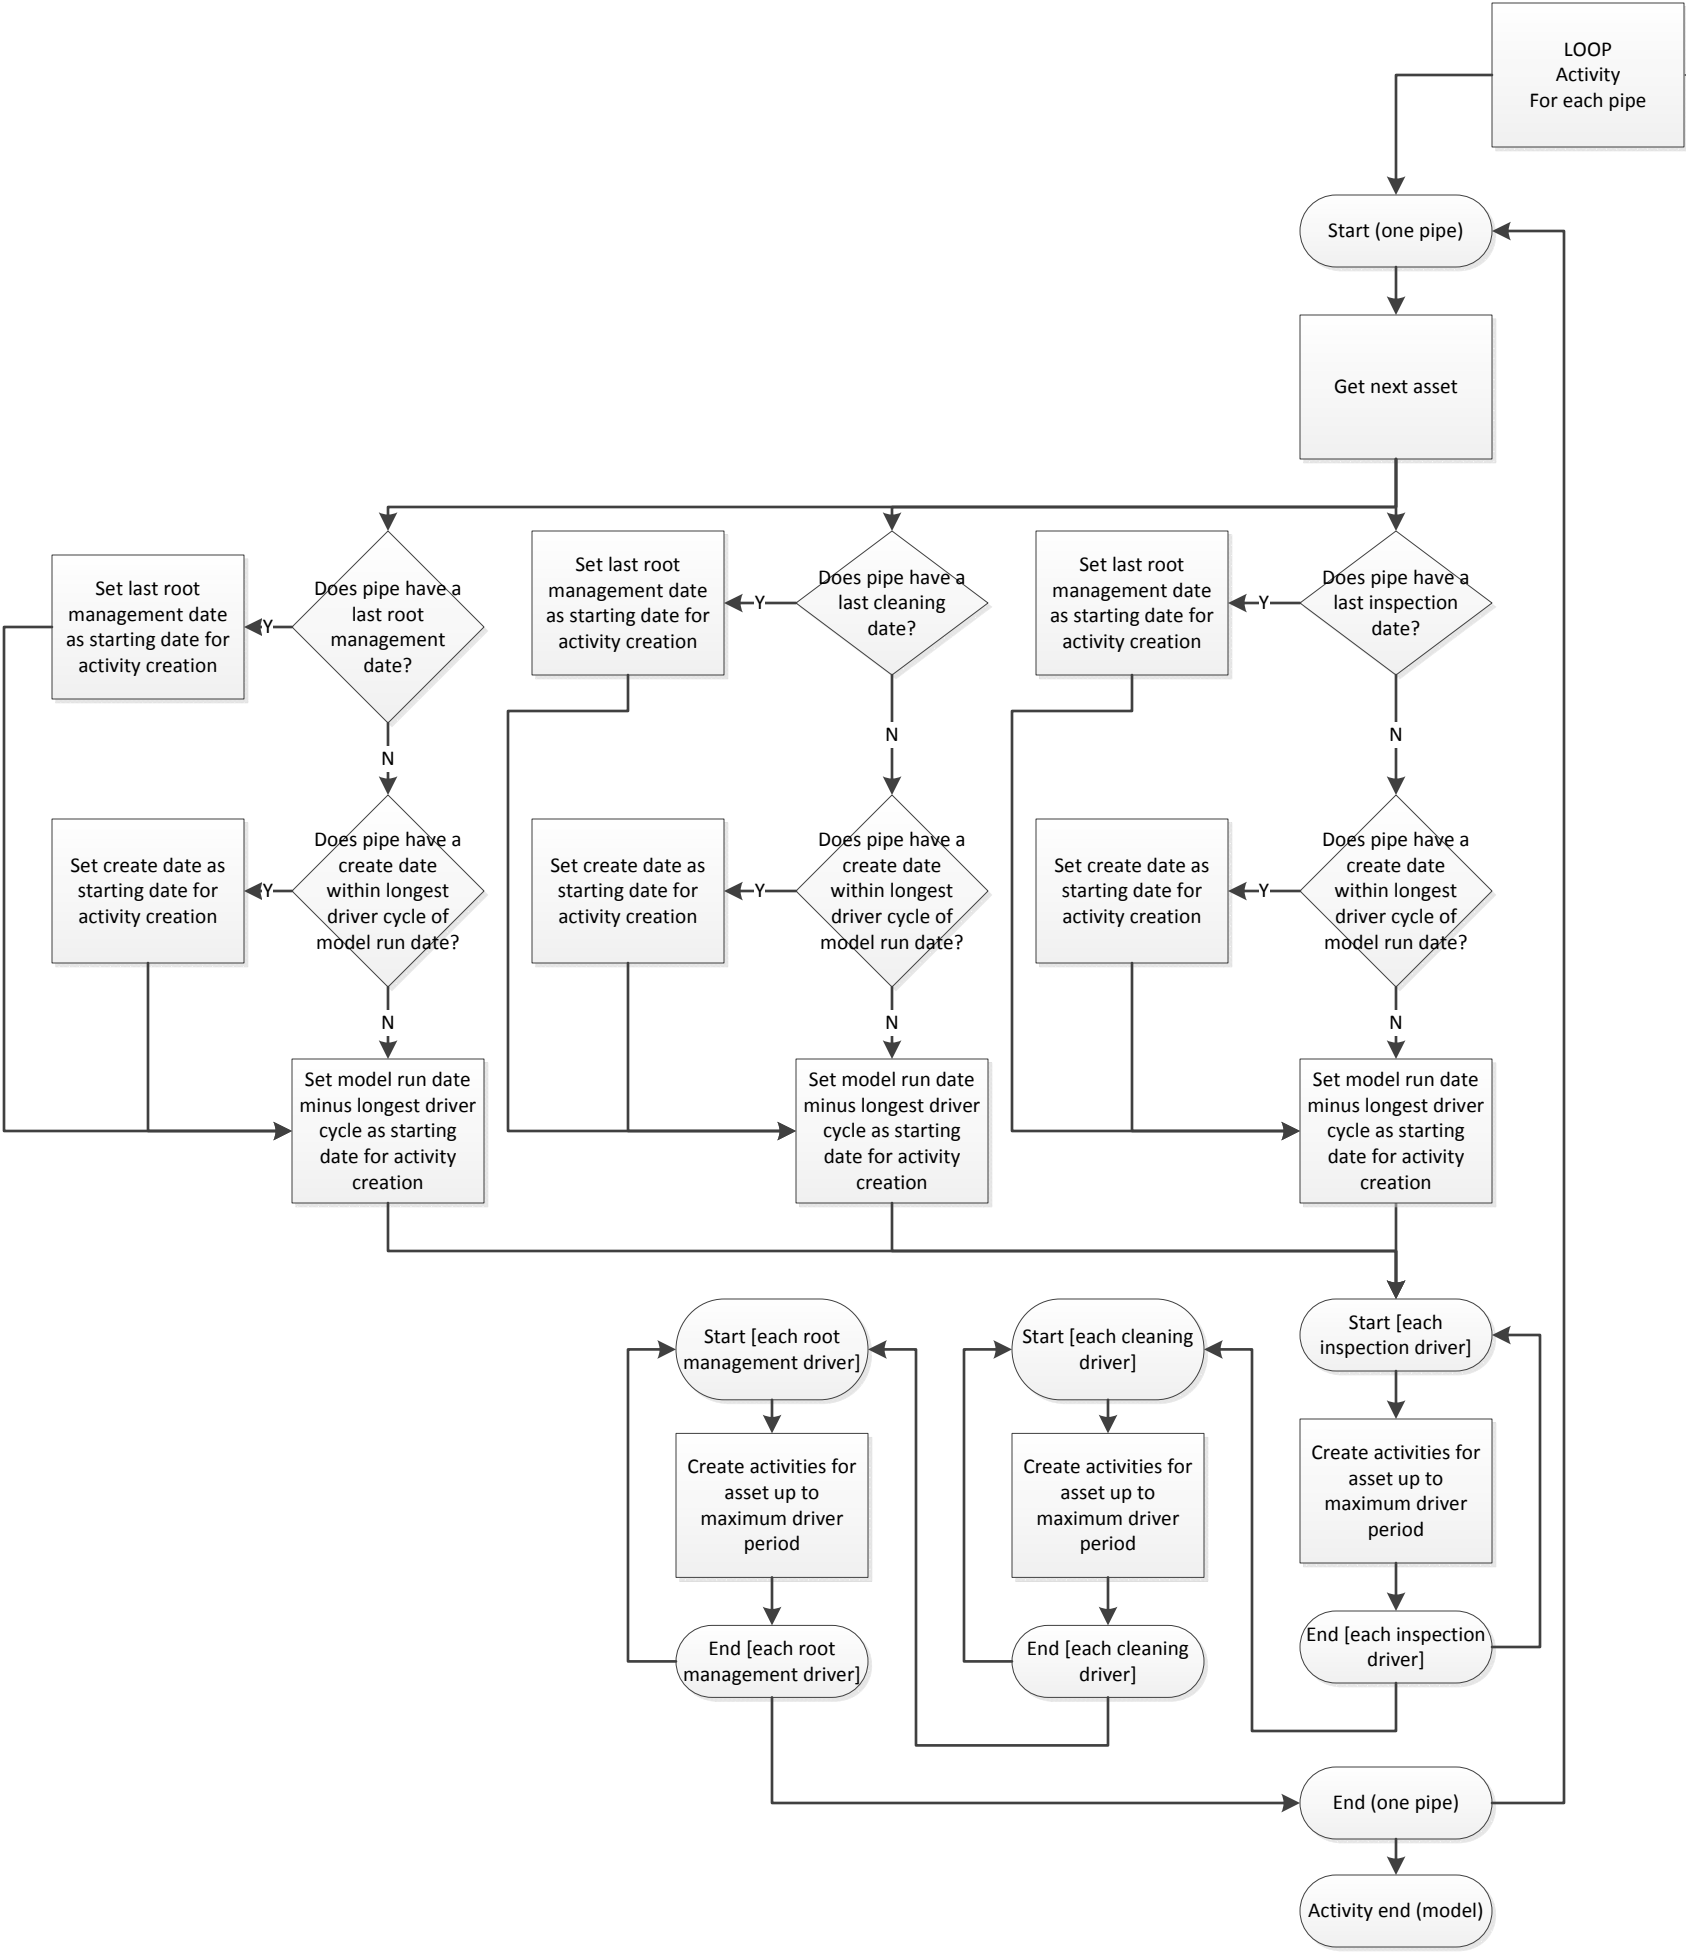 LOOP
Activity
For each pipe
Start (one pipe)
Get next asset
Set last root
management date
as starting date for
activity creation
Y
Does pipe have a
last root
management
date?
Set last root
management date
as starting date for
activity creation
Y
Does pipe have a
last cleaning
date?
Set last root
management date
as starting date for
activity creation
Y
Does pipe have a
last inspection
date?
N
N
N
Set create date as
starting date for
activity creation
Y
Does pipe have a
create date
within longest
driver cycle of
model run date?
Set create date as
starting date for
activity creation
Y
Does pipe have a
create date
within longest
driver cycle of
model run date?
Set create date as
starting date for
activity creation
Y
Does pipe have a
create date
within longest
driver cycle of
model run date?
N
N
N
Set model run date
minus longest driver
cycle as starting
date for activity
creation
Set model run date
minus longest driver
cycle as starting
date for activity
creation
Set model run date
minus longest driver
cycle as starting
date for activity
creation
Start [each root
management driver]
Start [each cleaning
driver]
Start [each
inspection driver]
Create activities for
asset up to
maximum driver
period
Create activities for
asset up to
maximum driver
period
Create activities for
asset up to
maximum driver
period
End [each root
management driver]
End [each cleaning
driver]
End [each inspection
driver]
End (one pipe)
Activity end (model)